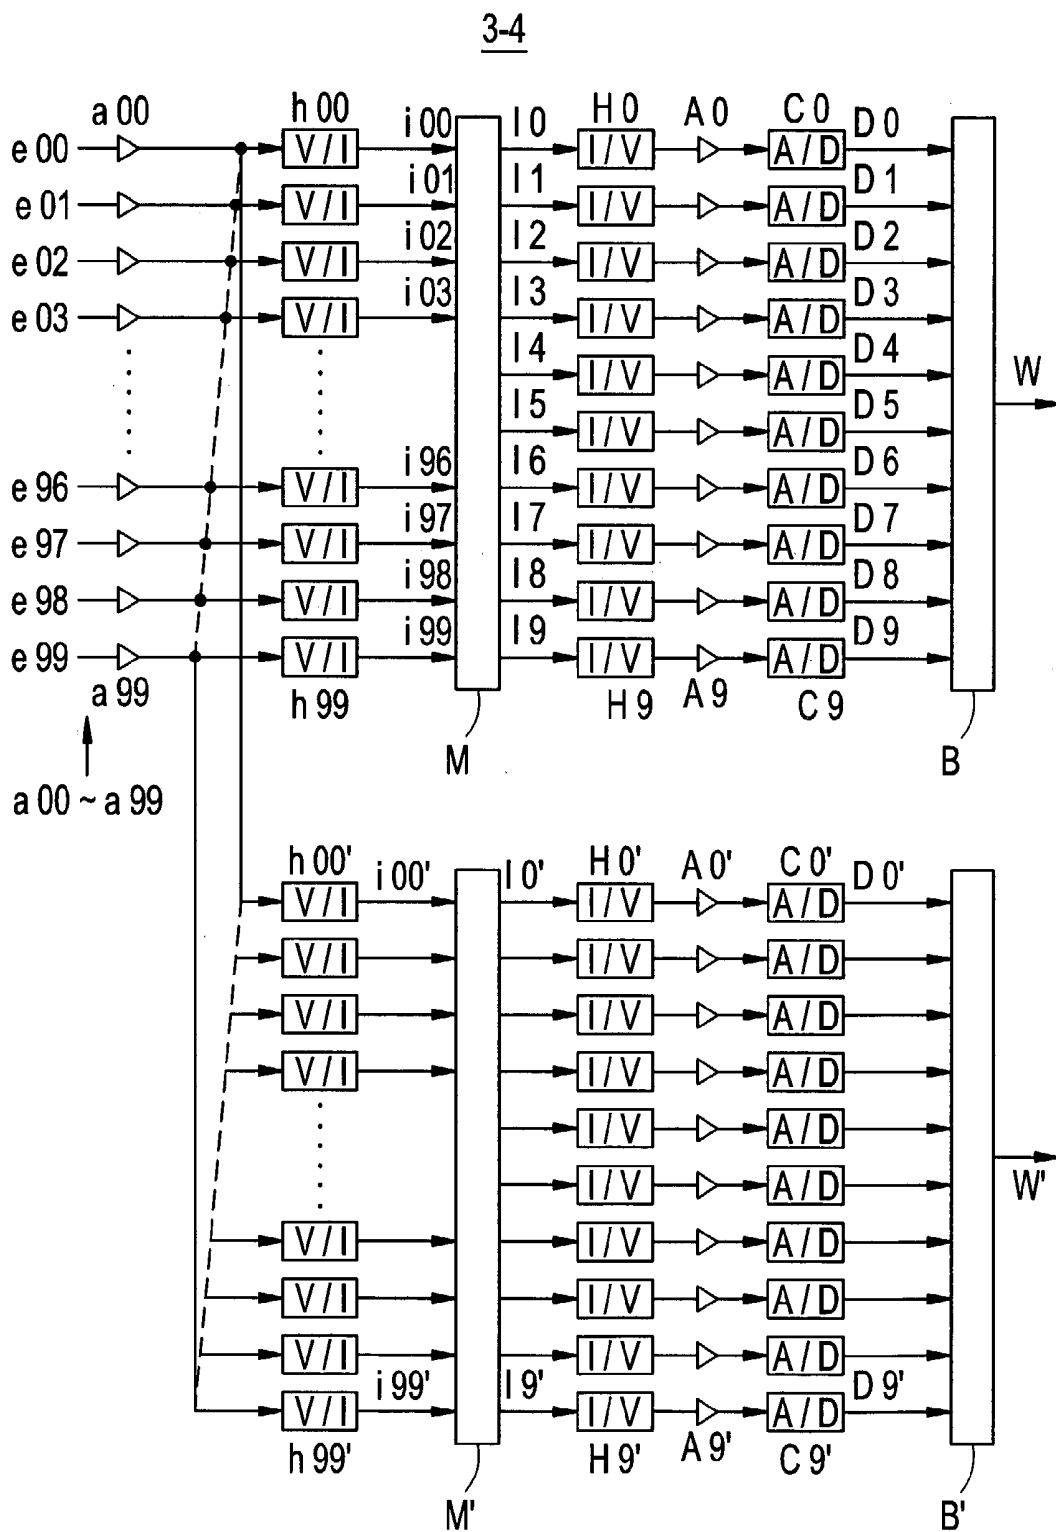 3-4
a 00 h 00 i 00 I 0 H 0 A 0 C 0 D 0
e 00 V / I I / V A / D
e 01 V / I i 01 I 1 I / V A / D D 1
e 02 V / I i 02 I 2 I / V A / D D 2
e 03 V / I i 03 I 3 I / V A / D D 3
I 4 I / V A / D D 4
W
I 5 I / V A / D D 5
e 96 V / I i 96 I 6 I / V A / D D 6
e 97 V / I i 97 I 7 I / V A / D D 7
e 98 V / I i 98 I 8 I / V A / D D 8
e 99 V / I i 99 I 9 I / V A / D D 9
a 99 h 99 H 9 A 9 C 9
M B
a 00 ~ a 99
h 00' i 00' I 0' H 0' A 0' C 0' D 0'
V / I I / V A / D
V / I I / V A / D
V / I I / V A / D
V / I I / V A / D
I / V A / D
I / V A / D
W'
V / I I / V A / D
V / I I / V A / D
V / I I / V A / D
i 99' I 9' D 9'
V / I I / V A / D
h 99' H 9' A 9' C 9'
M' B'